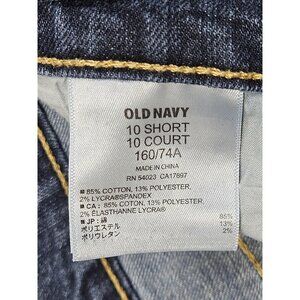 OLD NAVY
10 SHORT
10 COURT
160/74A
MADE IN CHINA
RN 54023 CA17897
■ 85% COTTON, 13% POLYESTER,
2% LYCRA®SPANDEX
■ CA : 85% COTON, 13% POLYESTER,
2% ÉLASTHANNE LYCRA®
■ JP : 綿 85%
ポリエステル 13%
ポリウレタン 2%